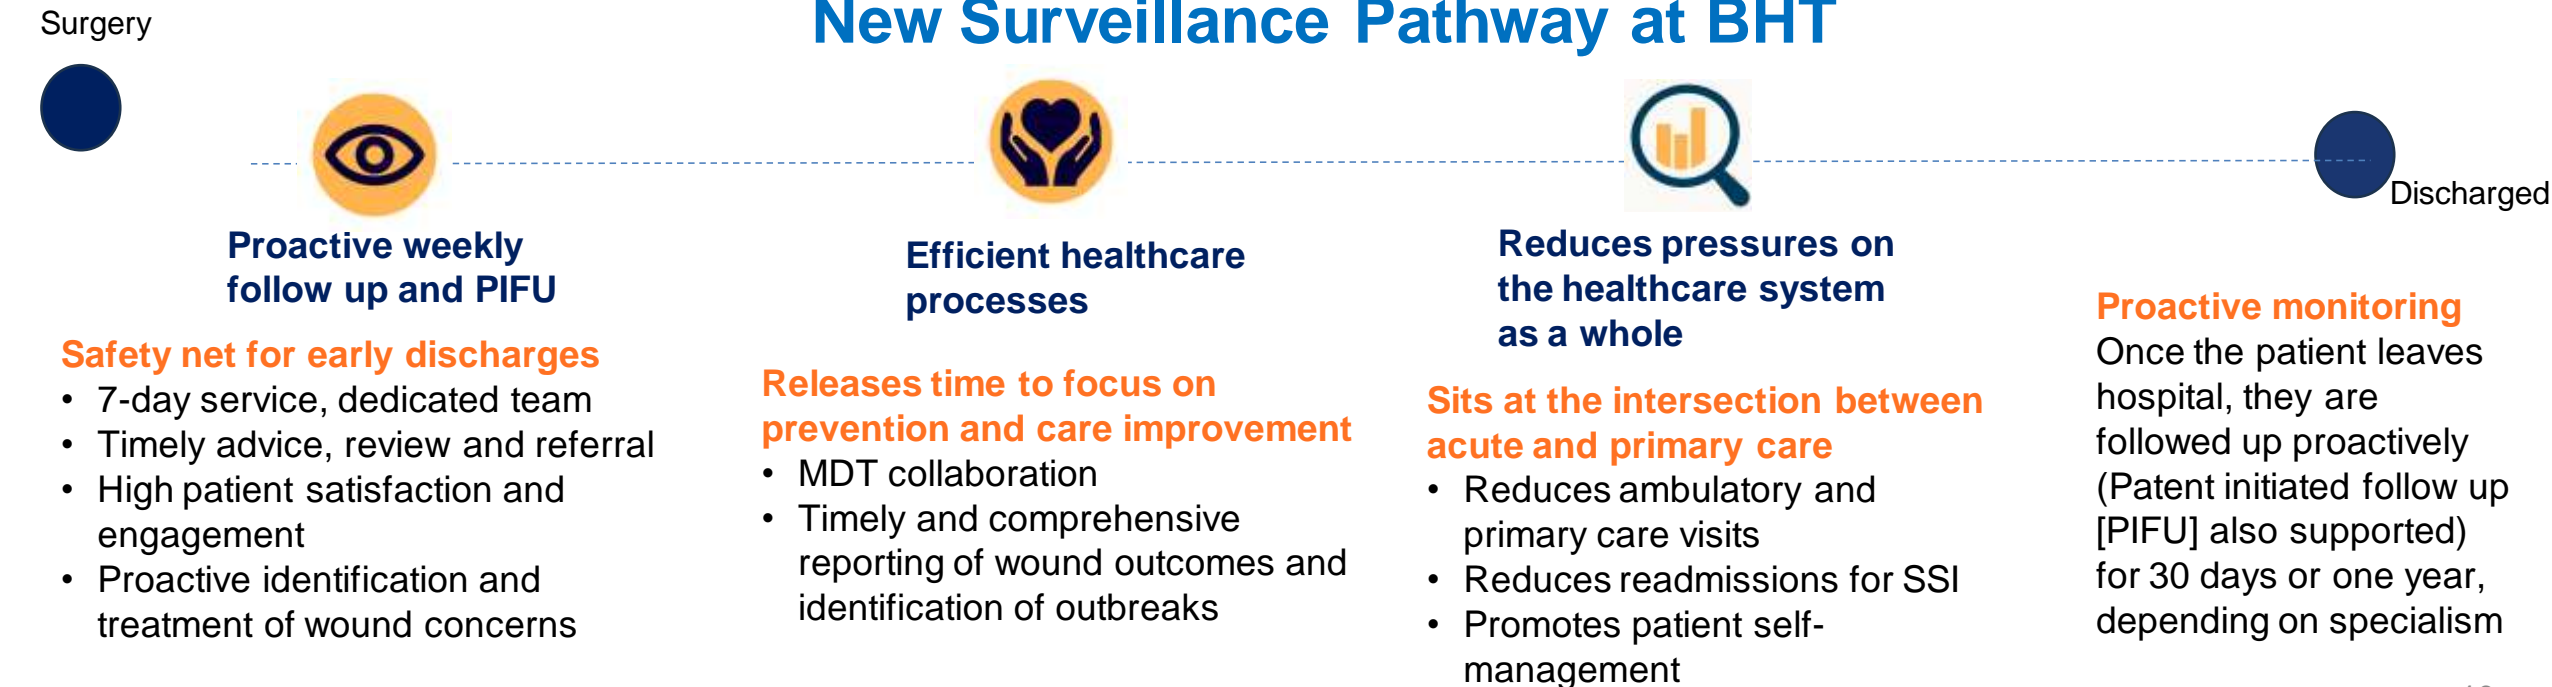 Surgery
New Surveillance Pathway at BHT
Discharged
Proactive weekly
follow up and PIFU
Safety net for early discharges
• 7-day service, dedicated team
• Timely advice, review and referral
• High patient satisfaction and
engagement
• Proactive identification and
treatment of wound concerns
Efficient healthcare
processes
Releases time to focus on
prevention and care improvement
• MDT collaboration
• Timely and comprehensive
reporting of wound outcomes and
identification of outbreaks
Reduces pressures on
the healthcare system
as a whole
Sits at the intersection between
acute and primary care
• Reduces ambulatory and
primary care visits
• Reduces readmissions for SSI
• Promotes patient self-
management
Proactive monitoring
Once the patient leaves
hospital, they are
followed up proactively
(Patent initiated follow up
[PIFU] also supported)
for 30 days or one year,
depending on specialism